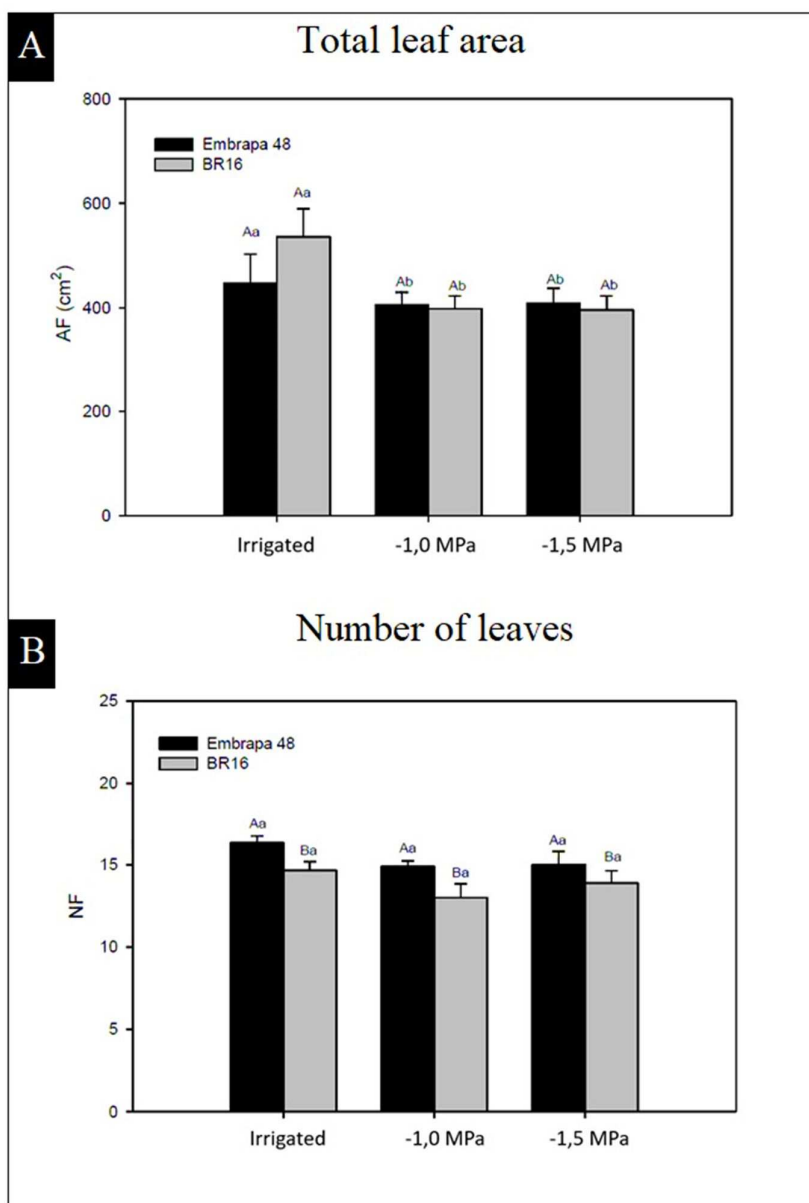 A
Total leaf area
800
600
400
200
0
AF (cm²)
Embrapa 48
BR16
Aa
Aa
Ab
Ab
Ab
Ab
Irrigated
-1,0 MPa
-1,5 MPa
B
Number of leaves
25
20
15
10
5
0
NF
Embrapa 48
BR16
Aa
Ba
Aa
Ba
Aa
Ba
Irrigated
-1,0 MPa
-1,5 MPa